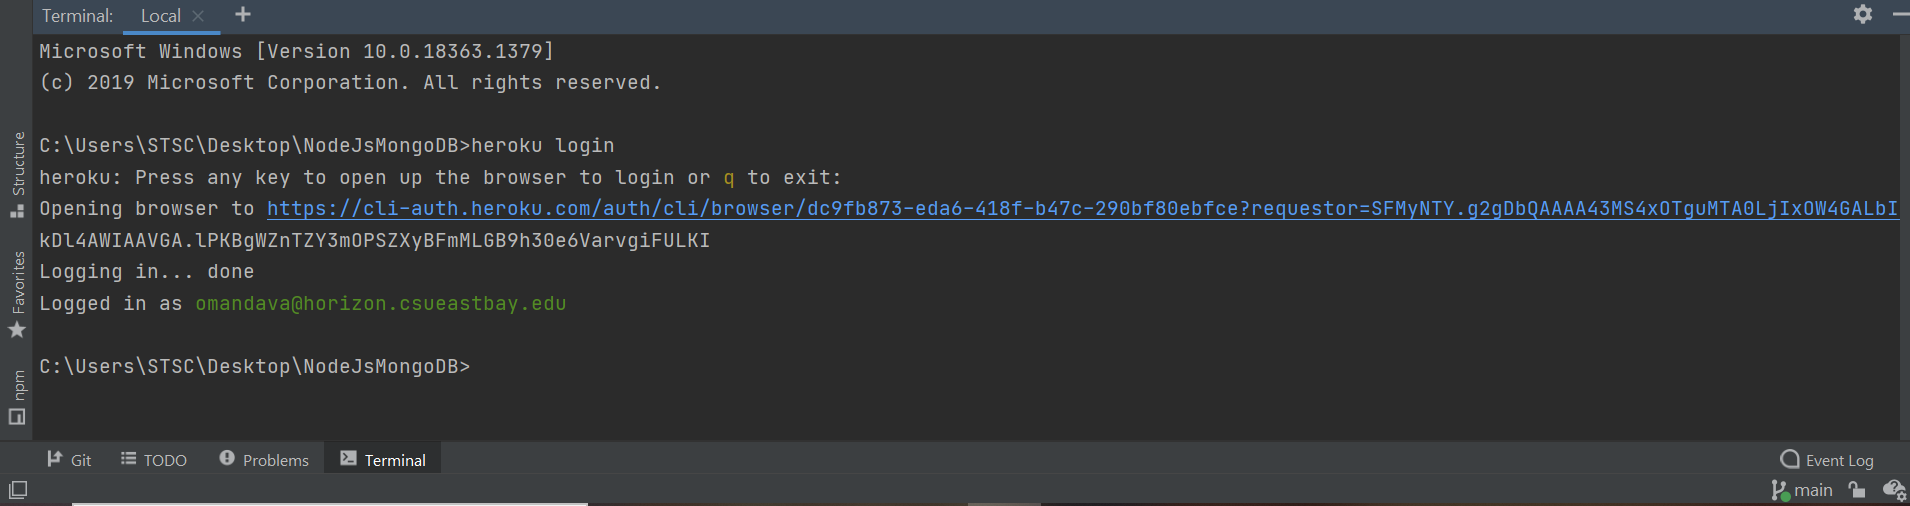 Terminal: Local
Microsoft Windows [Version 10.0.18363.1379]
(c) 2019 Microsoft Corporation. All rights reserved.
C:\Users\STSC\Desktop\NodeJsMongoDB>heroku login
heroku: Press any key to open up the browser to login or q to exit:
Opening browser to https://cli-auth.heroku.com/auth/cli/browser/dc9fb873-eda6-418f-b47c-290bf80ebfce?requestor=SFMyNTY.g2gDbQAAAA43MS4xOTguMTA0LjIxOW4GALbI
kDl4AWIAAVGA.lPKBgWZnTZY3mOPSZXyBFmMLGB9h30e6VarvgiFULKI
Logging in... done
Logged in as omandava@horizon.csueastbay.edu
C:\Users\STSC\Desktop\NodeJsMongoDB>
Structure
Favorites
npm
Git TODO Problems Terminal Event Log
main